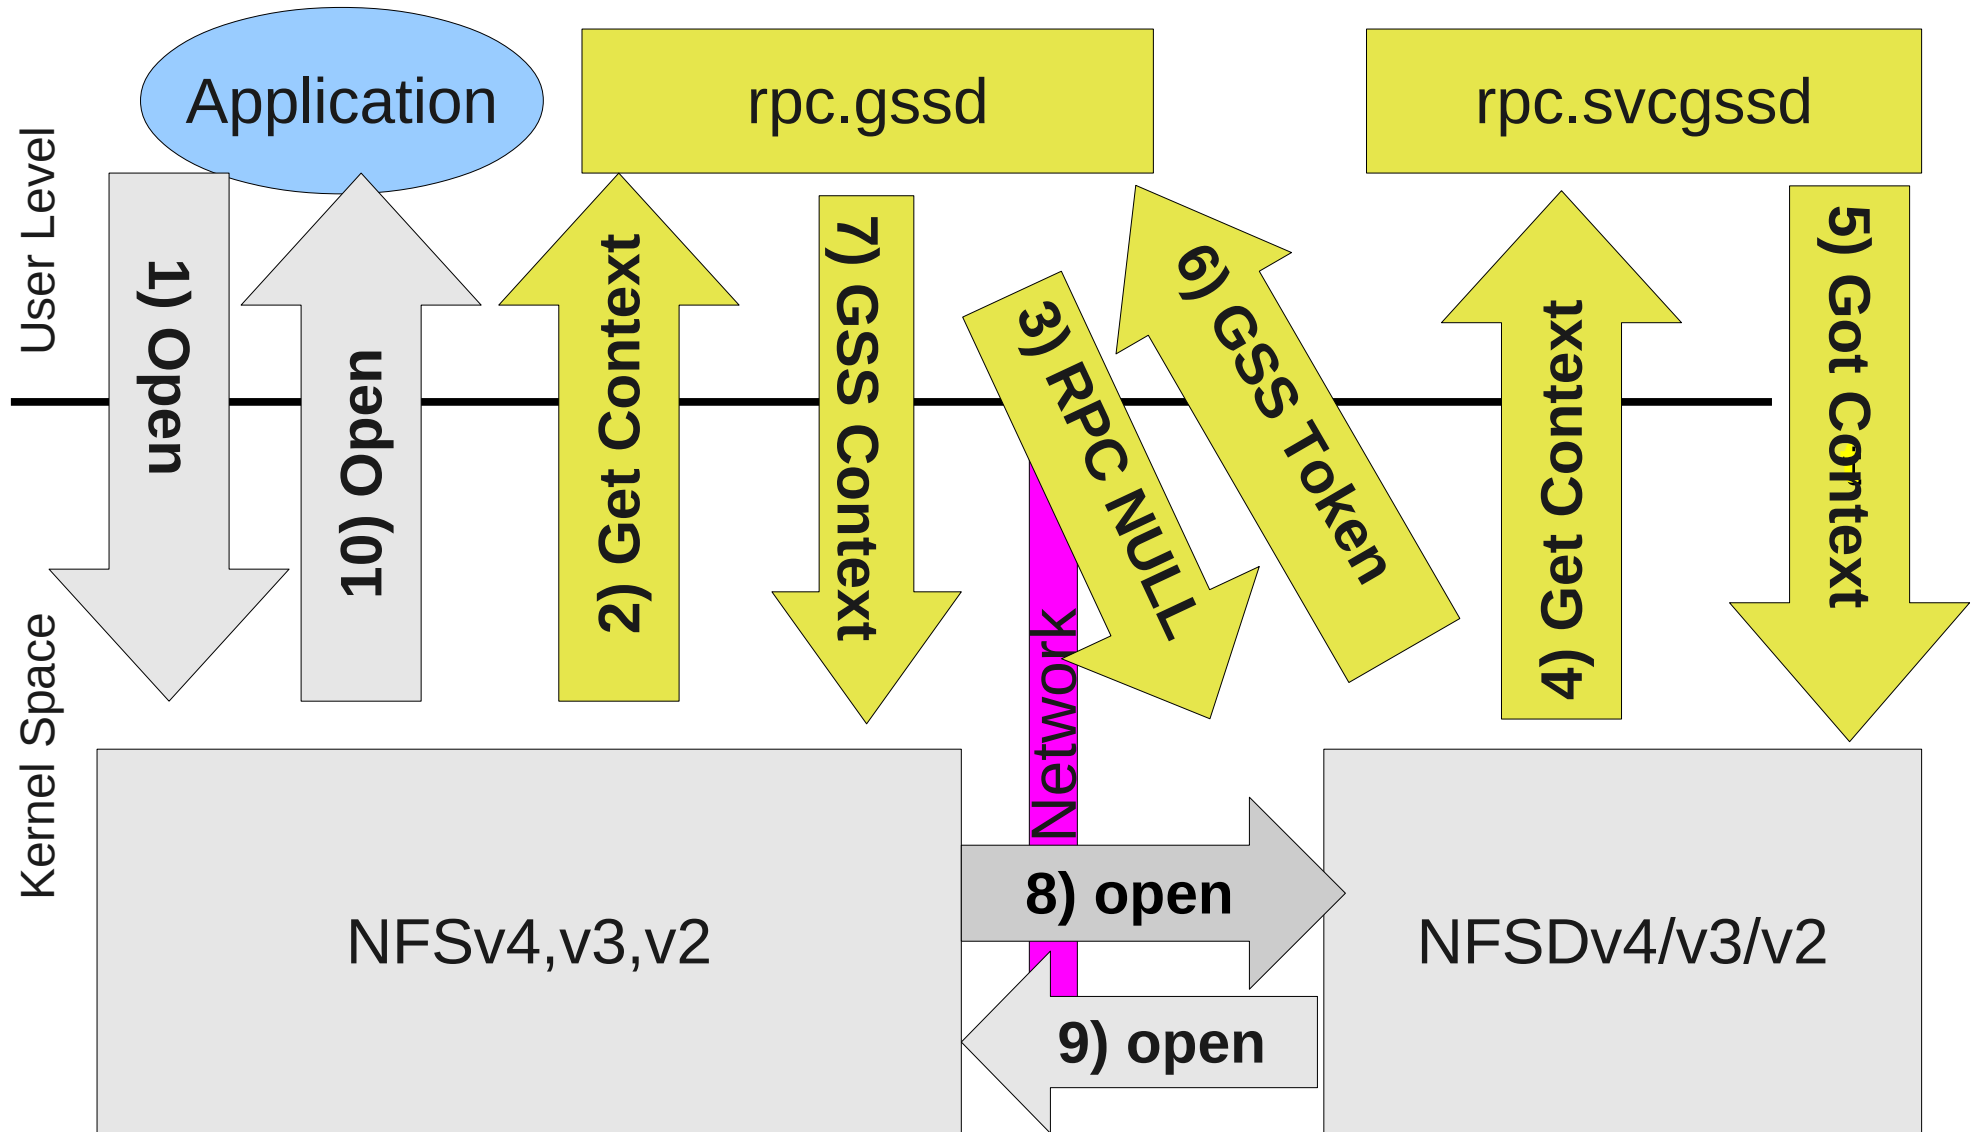 Application
rpc.gssd
rpc.svcgssd
User Level
1) Open
10) Open
2) Get Context
7) GSS Context
3) RPC NULL
6) GSS Token
4) Get Context
5) Got Context
Kernel Space
Network
NFSv4,v3,v2
8) open
9) open
NFSDv4/v3/v2